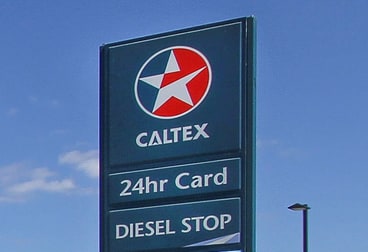 CALTEX
24hr Card
DIESEL STOP